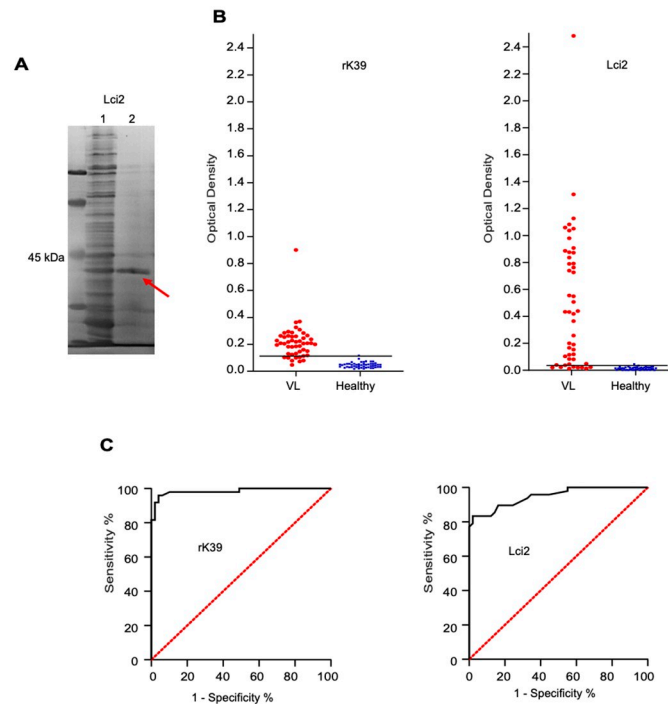 A
Lci2
1 2
45 kDa
B
Optical Density
2.4
2.2
2.0
1.8
1.6
1.4
1.2
1.0
0.8
0.6
0.4
0.2
0.0
rK39
VL Healthy
Optical Density
2.4
2.2
2.0
1.8
1.6
1.4
1.2
1.0
0.8
0.6
0.4
0.2
0.0
Lci2
VL Healthy
C
Sensitivity %
100
80
60
40
20
0
rK39
0 20 40 60 80 100
1 - Specificity %
Sensitivity %
100
80
60
40
20
0
Lci2
0 20 40 60 80 100
1 - Specificity %